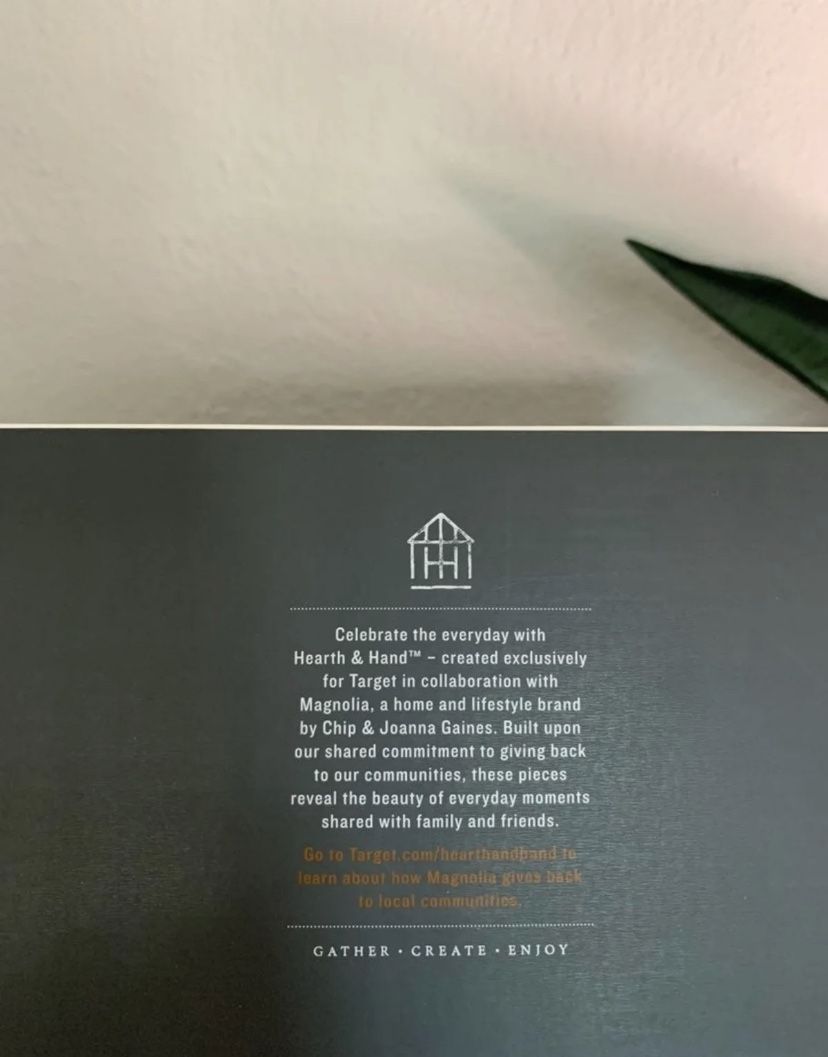 Celebrate the everyday with
Hearth & Hand™ – created exclusively
for Target in collaboration with
Magnolia, a home and lifestyle brand
by Chip & Joanna Gaines. Built upon
our shared commitment to giving back
to our communities, these pieces
reveal the beauty of everyday moments
shared with family and friends.
Go to Target.com/hearthandhand to
learn about how Magnolia gives back
to local communities.
GATHER • CREATE • ENJOY